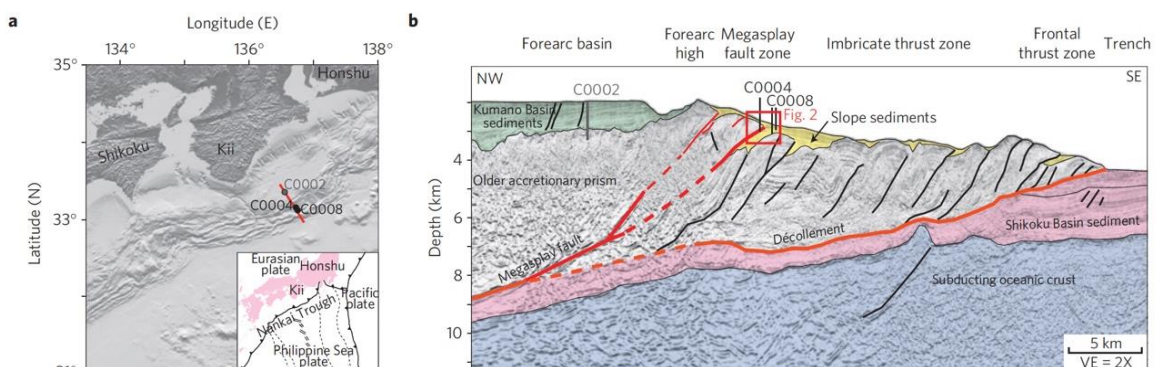 a
Longitude (E)
134° 136° 138°
35°
33°
Latitude (N)
Honshu
Shikoku
Kii
C0002
C0004
C0008
Eurasian
plate
Honshu
Kii
Pacific
plate
Nankai Trough
Philippine Sea
plate
b
Forearc basin
Forearc
high
Megasplay
fault zone
Imbricate thrust zone
Frontal
thrust zone
Trench
NW
SE
C0002
C0004
C0008
Fig. 2
Kumano Basin
sediments
Slope sediments
Older accretionary prism
Megasplay fault
Décollement
Shikoku Basin sediment
Subducting oceanic crust
Depth (km)
4
6
8
10
5 km
VE = 2X